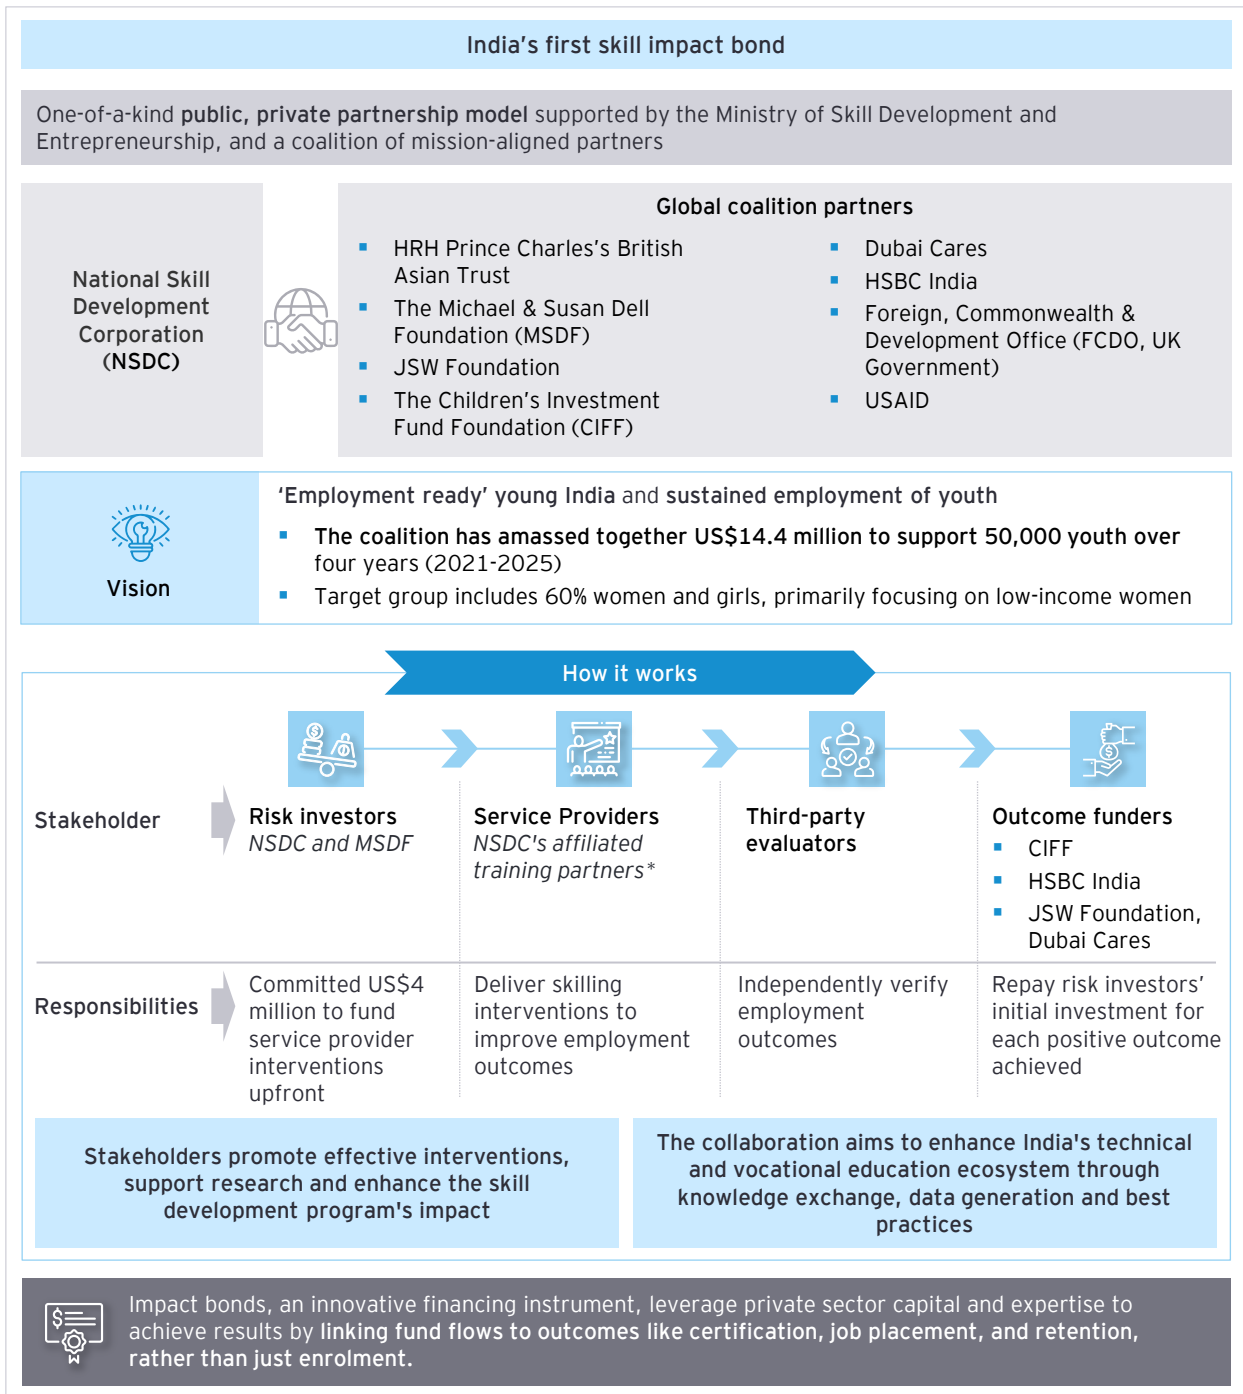 India's first skill impact bond
One-of-a-kind public, private partnership model supported by the Ministry of Skill Development and
Entrepreneurship, and a coalition of mission-aligned partners
National Skill
Development
Corporation
(NSDC)
Global coalition partners
▪ HRH Prince Charles's British
Asian Trust
▪ The Michael & Susan Dell
Foundation (MSDF)
▪ JSW Foundation
▪ The Children's Investment
Fund Foundation (CIFF)
▪ Dubai Cares
▪ HSBC India
▪ Foreign, Commonwealth &
Development Office (FCDO, UK
Government)
▪ USAID
Vision
'Employment ready' young India and sustained employment of youth
▪ The coalition has amassed together US$14.4 million to support 50,000 youth over
four years (2021-2025)
▪ Target group includes 60% women and girls, primarily focusing on low-income women
How it works
Stakeholder
Risk investors
NSDC and MSDF
Service Providers
NSDC's affiliated
training partners*
Third-party
evaluators
Outcome funders
▪ CIFF
▪ HSBC India
▪ JSW Foundation,
Dubai Cares
Responsibilities
Committed US$4
million to fund
service provider
interventions
upfront
Deliver skilling
interventions to
improve employment
outcomes
Independently verify
employment
outcomes
Repay risk investors'
initial investment for
each positive outcome
achieved
Stakeholders promote effective interventions,
support research and enhance the skill
development program's impact
The collaboration aims to enhance India's technical
and vocational education ecosystem through
knowledge exchange, data generation and best
practices
Impact bonds, an innovative financing instrument, leverage private sector capital and expertise to
achieve results by linking fund flows to outcomes like certification, job placement, and retention,
rather than just enrolment.